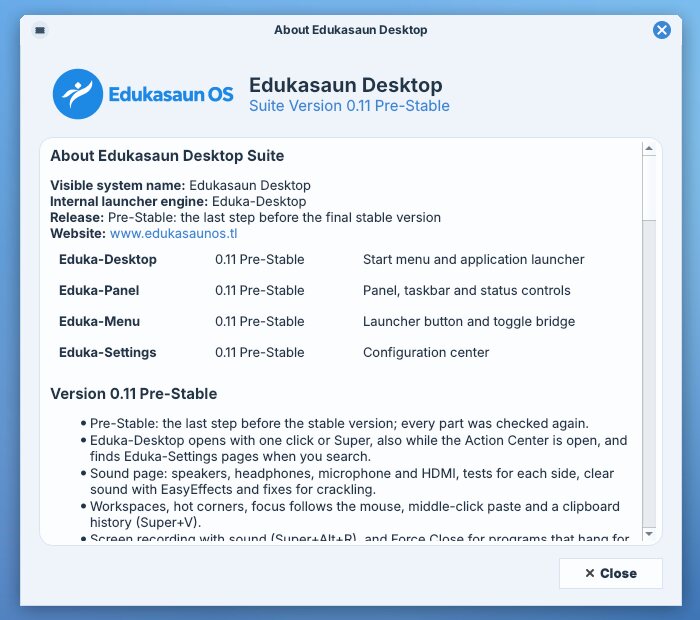 About Edukasaun Desktop
Edukasaun OS
Edukasaun Desktop
Suite Version 0.11 Pre-Stable
About Edukasaun Desktop Suite
Visible system name: Edukasaun Desktop
Internal launcher engine: Eduka-Desktop
Release: Pre-Stable: the last step before the final stable version
Website: www.edukasaunos.tl
Eduka-Desktop 0.11 Pre-Stable Start menu and application launcher
Eduka-Panel 0.11 Pre-Stable Panel, taskbar and status controls
Eduka-Menu 0.11 Pre-Stable Launcher button and toggle bridge
Eduka-Settings 0.11 Pre-Stable Configuration center
Version 0.11 Pre-Stable
• Pre-Stable: the last step before the stable version; every part was checked again.
• Eduka-Desktop opens with one click or Super, also while the Action Center is open, and
finds Eduka-Settings pages when you search.
• Sound page: speakers, headphones, microphone and HDMI, tests for each side, clear
sound with EasyEffects and fixes for crackling.
• Workspaces, hot corners, focus follows the mouse, middle-click paste and a clipboard
history (Super+V).
• Screen recording with sound (Super+Alt+R), and Force Close for programs that hang for
✕ Close